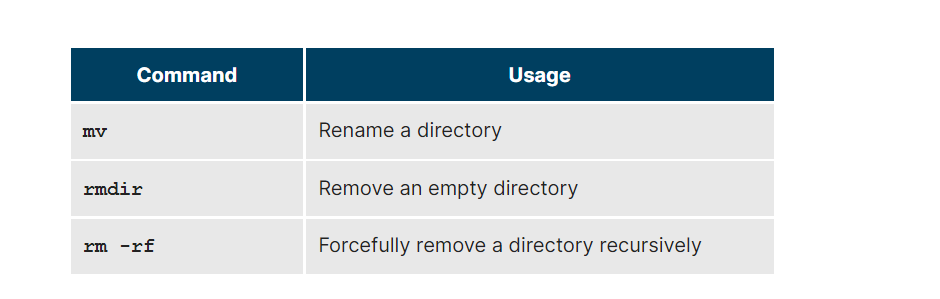 Command Usage
mv Rename a directory
rmdir Remove an empty directory
rm -rf Forcefully remove a directory recursively